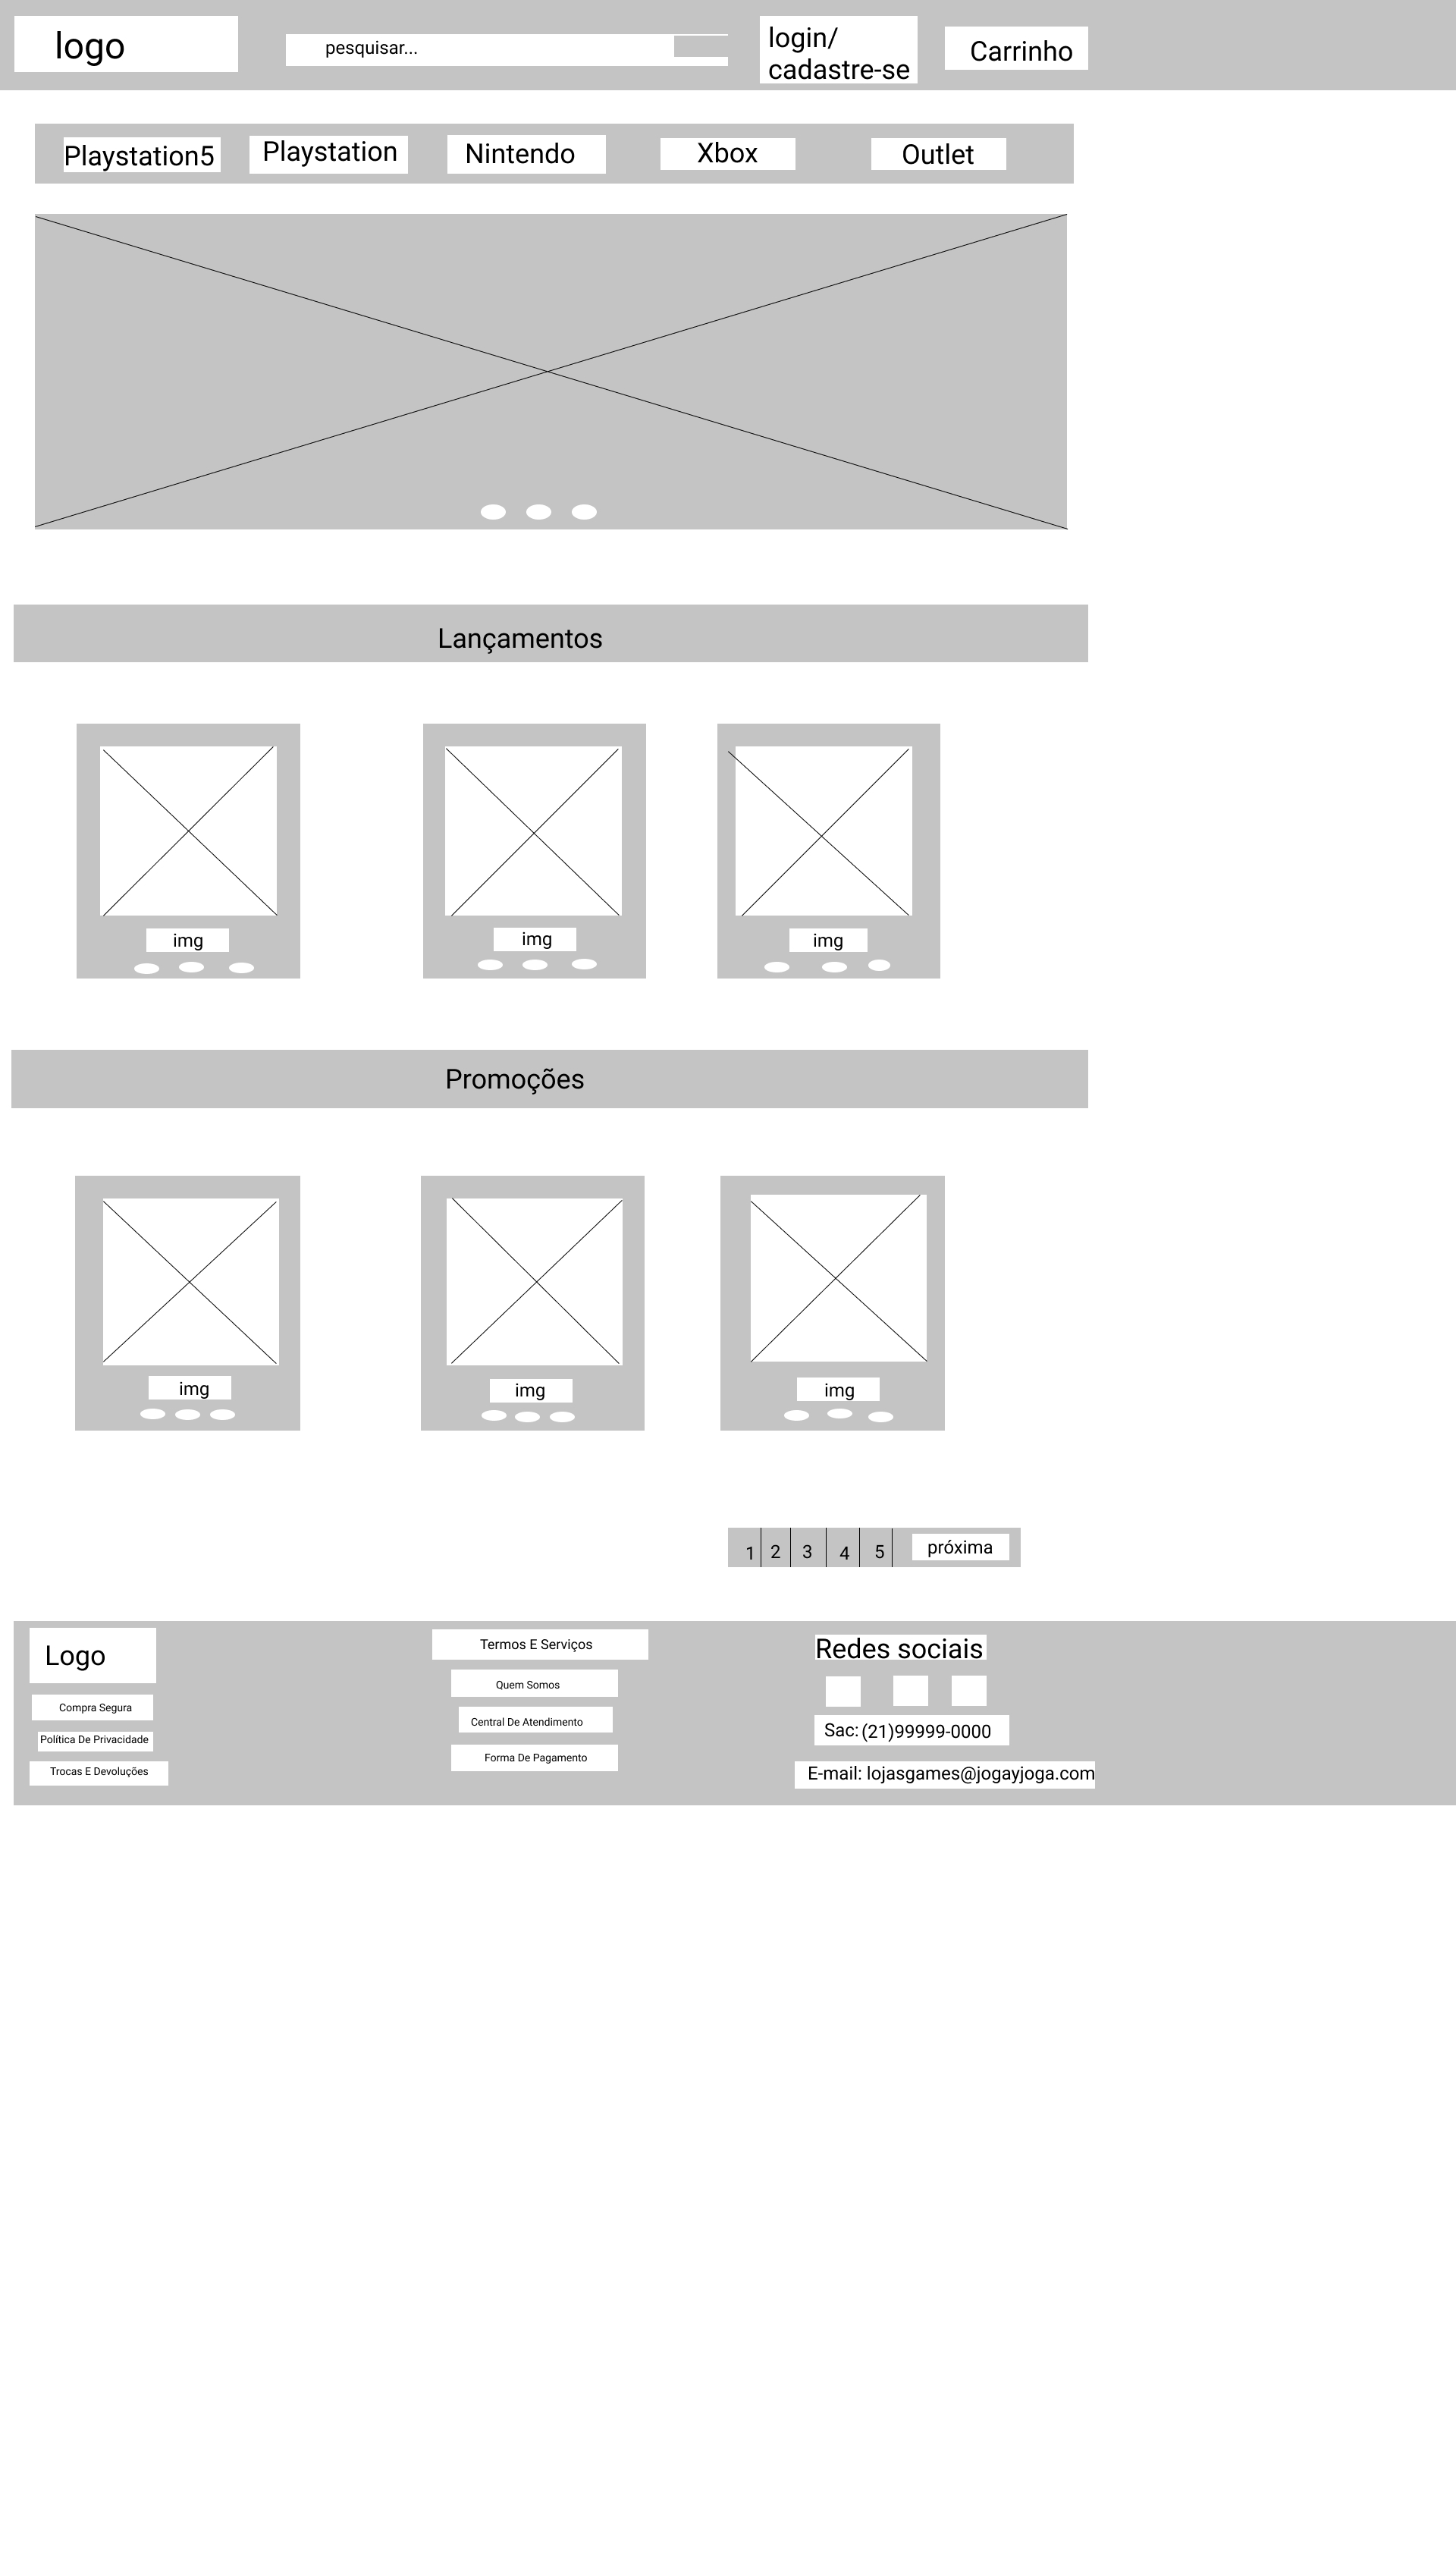 logo
pesquisar...
login/
cadastre-se
Carrinho
Playstation5
Playstation
Nintendo
Xbox
Outlet
Lançamentos
img
img
img
Promoções
img
img
img
1
2
3
4
5
próxima
Logo
Compra Segura
Política De Privacidade
Trocas E Devoluções
Termos E Serviços
Quem Somos
Central De Atendimento
Forma De Pagamento
Redes sociais
Sac: (21)99999-0000
E-mail: lojasgames@jogayjoga.com